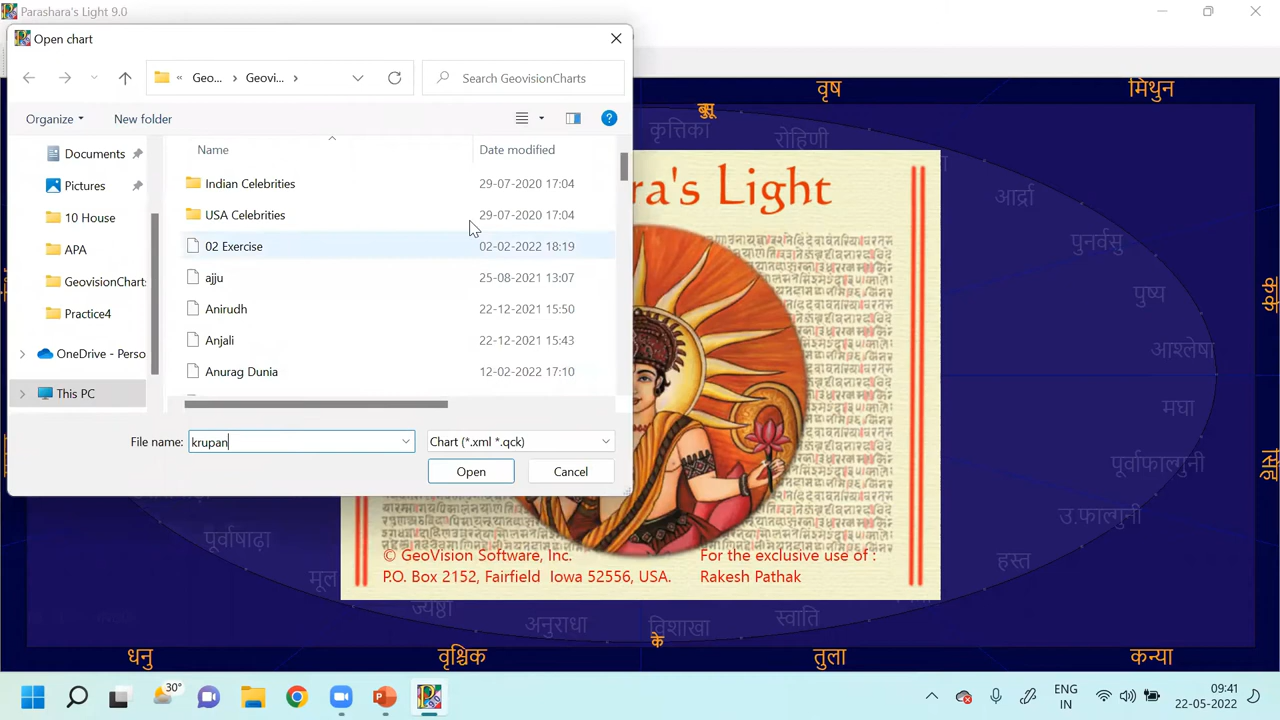 Parashara's Light 9.0
Open chart
« Geo... > Geovi... >
Search GeovisionCharts
Organize
New folder
Name
Date modified
Documents
Pictures
10 House
APA
GeovisionCharts
Practice4
OneDrive - Perso
This PC
Indian Celebrities 29-07-2020 17:04
USA Celebrities 29-07-2020 17:04
02 Exercise 02-02-2022 18:19
ajju 25-08-2021 13:07
Anirudh 22-12-2021 15:50
Anjali 22-12-2021 15:43
Anurag Dunia 12-02-2022 17:10
File name: krupan
Chart (*.xml *.qck)
Open
Cancel
वृष
मिथुन
कृत्तिका
रोहिणी
आर्द्रा
पुनर्वसु
पुष्य
कर्क
आश्लेषा
मघा
पूर्वाफाल्गुनी
सिंह
उ.फाल्गुनी
हस्त
स्वाति
विशाखा
अनुराधा
ज्येष्ठा
मूल
पूर्वाषाढ़ा
के
धनु
वृश्चिक
तुला
कन्या
ra's Light
© GeoVision Software, Inc.
P.O. Box 2152, Fairfield Iowa 52556, USA.
For the exclusive use of :
Rakesh Pathak
30°
ENG
IN
09:41
22-05-2022